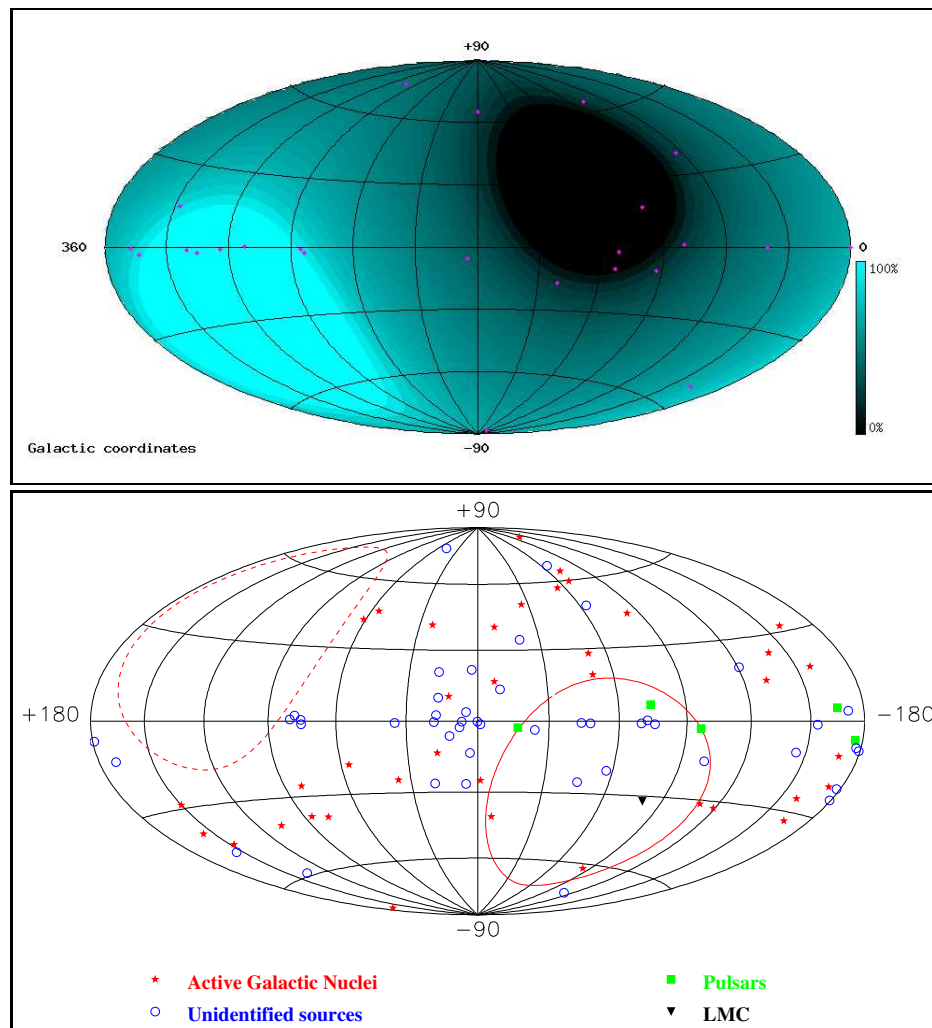 +90
360
0
100%
0%
-90
Galactic coordinates
+90
+180
-180
-90
Active Galactic Nuclei
Pulsars
Unidentified sources
LMC